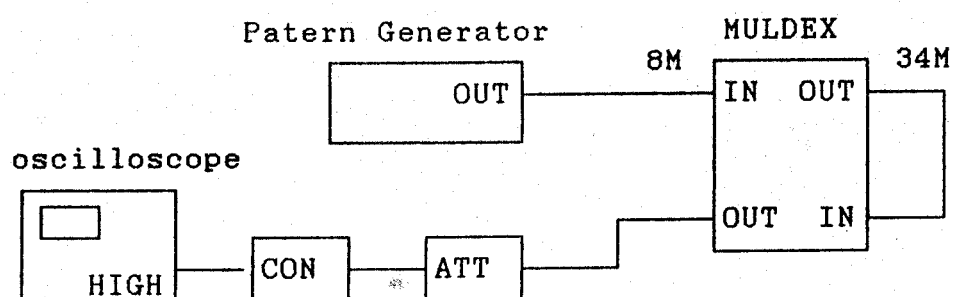 Patern Generator
MULDEX
8M
34M
OUT
IN OUT
oscilloscope
OUT IN
HIGH
CON
ATT